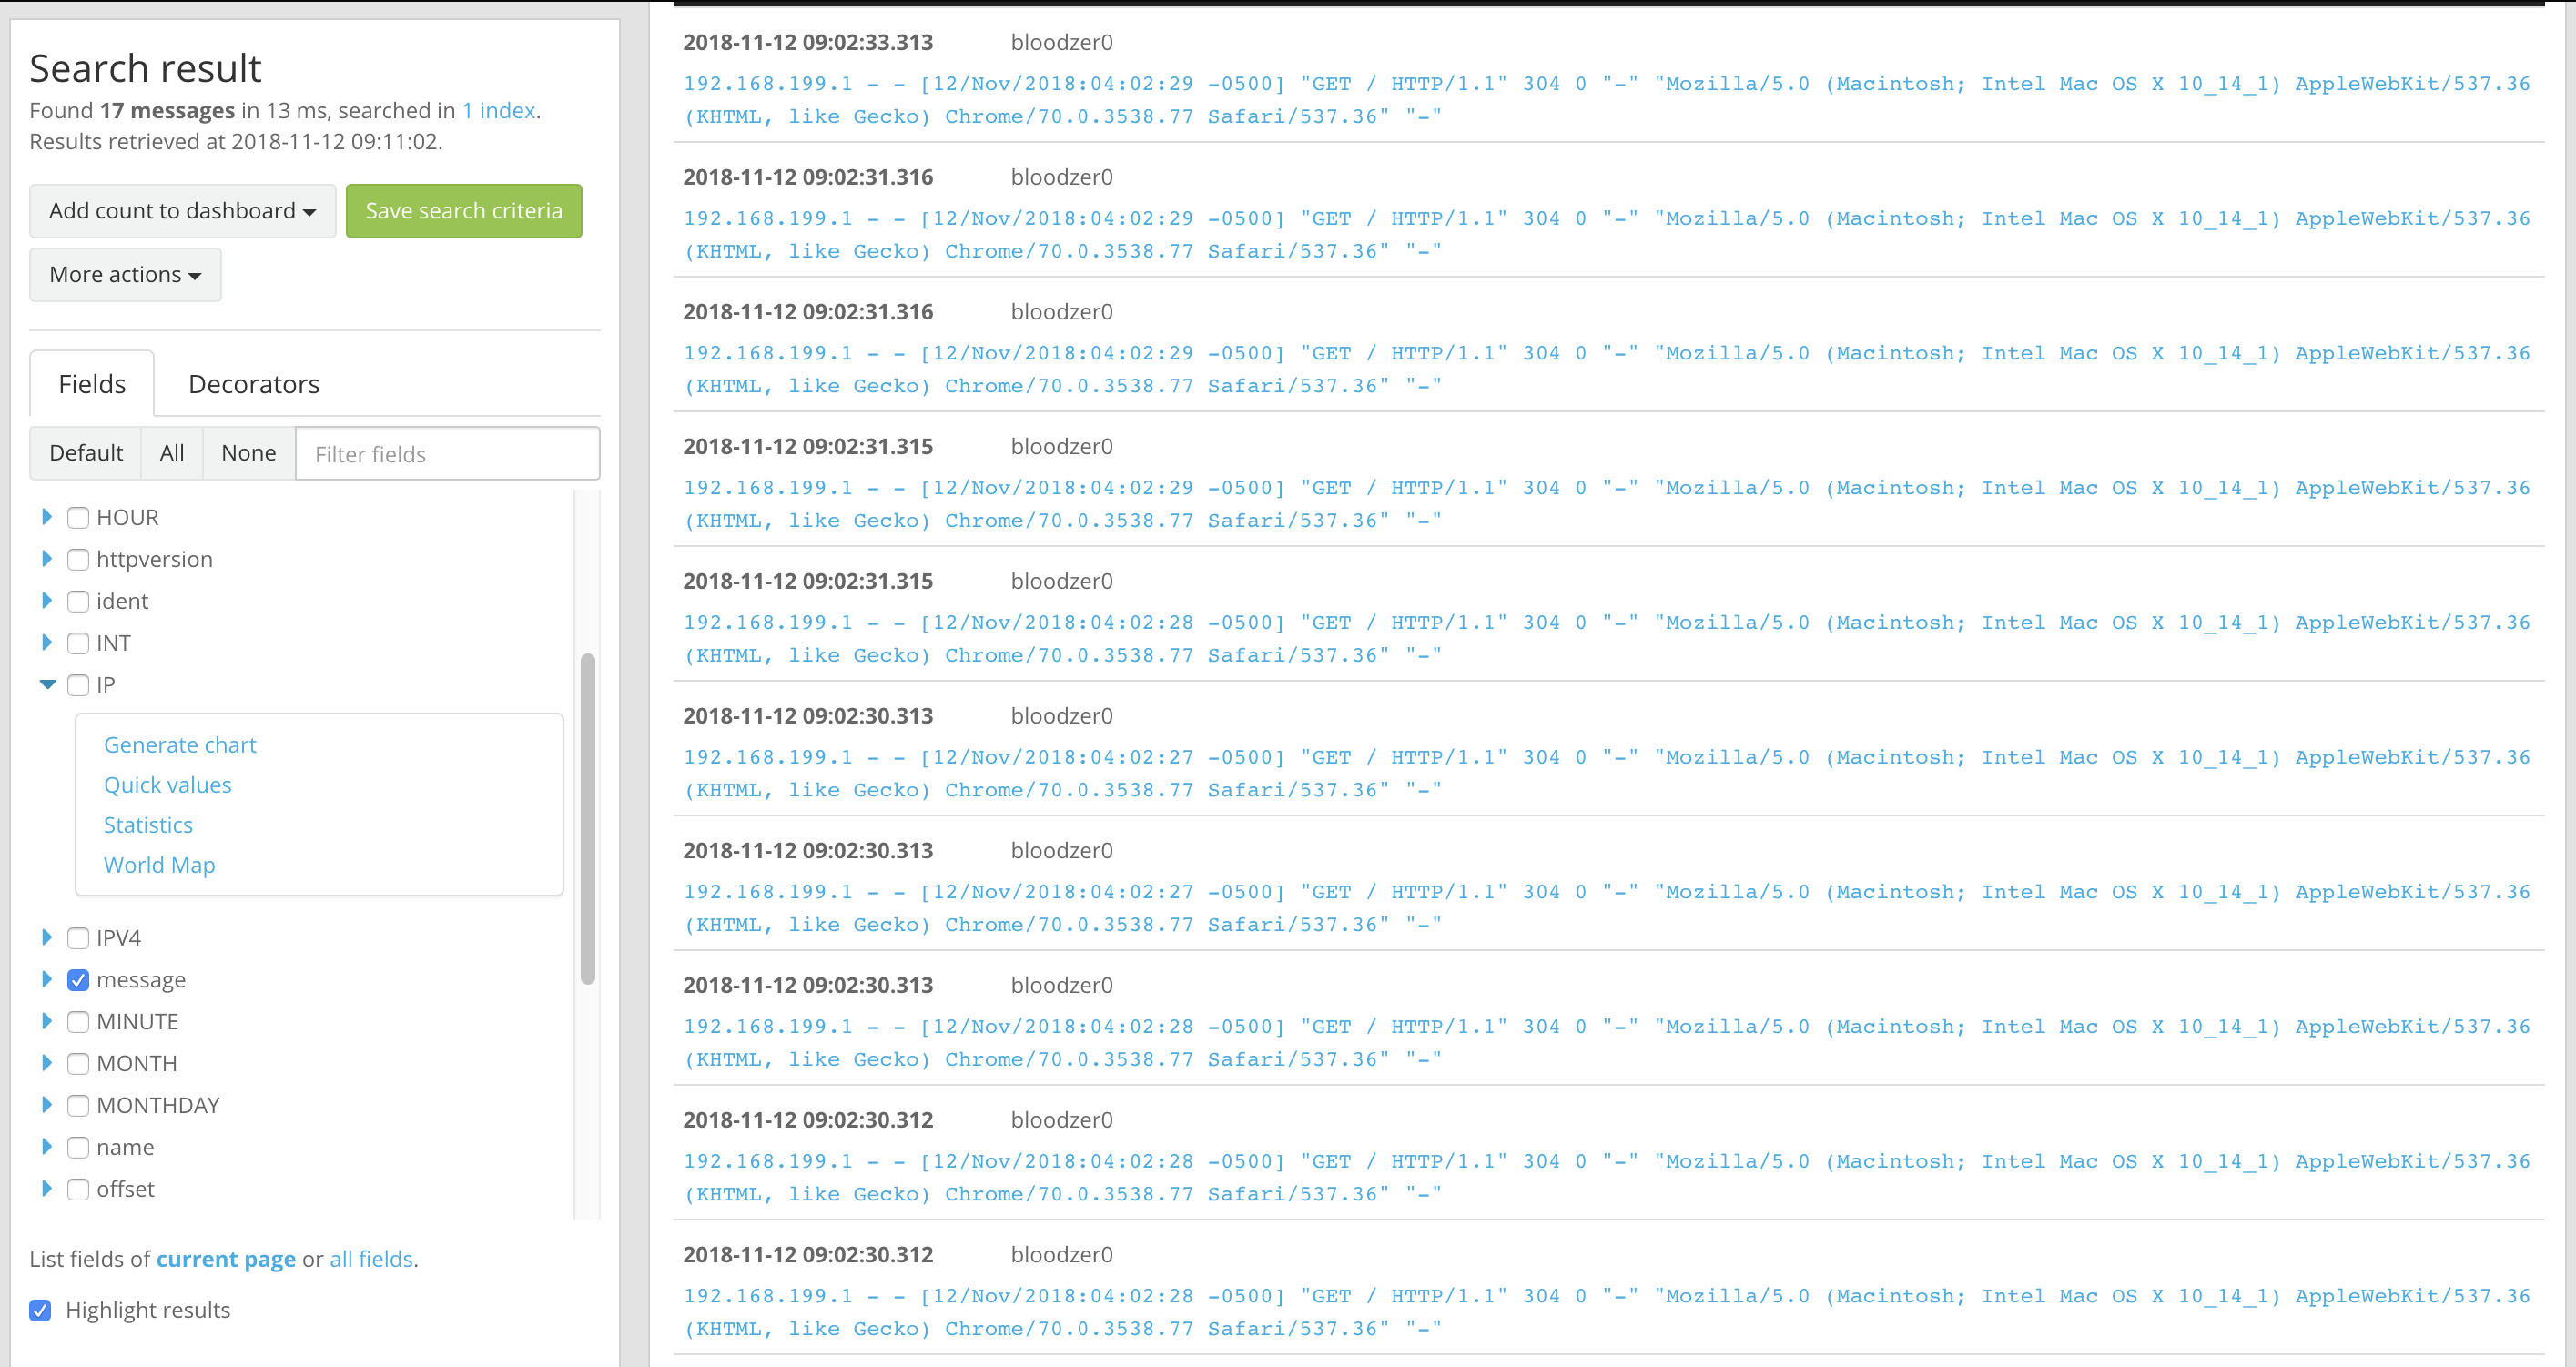 Search result
Found 17 messages in 13 ms, searched in 1 index.
Results retrieved at 2018-11-12 09:11:02.
Add count to dashboard
Save search criteria
More actions
Fields
Decorators
Default
All
None
Filter fields
HOUR
httpversion
ident
INT
IP
Generate chart
Quick values
Statistics
World Map
IPV4
message
MINUTE
MONTH
MONTHDAY
name
offset
List fields of current page or all fields.
Highlight results
2018-11-12 09:02:33.313 bloodzer0
192.168.199.1 - - [12/Nov/2018:04:02:29 -0500] "GET / HTTP/1.1" 304 0 "-" "Mozilla/5.0 (Macintosh; Intel Mac OS X 10_14_1) AppleWebKit/537.36
(KHTML, like Gecko) Chrome/70.0.3538.77 Safari/537.36" "-"
2018-11-12 09:02:31.316 bloodzer0
192.168.199.1 - - [12/Nov/2018:04:02:29 -0500] "GET / HTTP/1.1" 304 0 "-" "Mozilla/5.0 (Macintosh; Intel Mac OS X 10_14_1) AppleWebKit/537.36
(KHTML, like Gecko) Chrome/70.0.3538.77 Safari/537.36" "-"
2018-11-12 09:02:31.316 bloodzer0
192.168.199.1 - - [12/Nov/2018:04:02:29 -0500] "GET / HTTP/1.1" 304 0 "-" "Mozilla/5.0 (Macintosh; Intel Mac OS X 10_14_1) AppleWebKit/537.36
(KHTML, like Gecko) Chrome/70.0.3538.77 Safari/537.36" "-"
2018-11-12 09:02:31.315 bloodzer0
192.168.199.1 - - [12/Nov/2018:04:02:29 -0500] "GET / HTTP/1.1" 304 0 "-" "Mozilla/5.0 (Macintosh; Intel Mac OS X 10_14_1) AppleWebKit/537.36
(KHTML, like Gecko) Chrome/70.0.3538.77 Safari/537.36" "-"
2018-11-12 09:02:31.315 bloodzer0
192.168.199.1 - - [12/Nov/2018:04:02:28 -0500] "GET / HTTP/1.1" 304 0 "-" "Mozilla/5.0 (Macintosh; Intel Mac OS X 10_14_1) AppleWebKit/537.36
(KHTML, like Gecko) Chrome/70.0.3538.77 Safari/537.36" "-"
2018-11-12 09:02:30.313 bloodzer0
192.168.199.1 - - [12/Nov/2018:04:02:27 -0500] "GET / HTTP/1.1" 304 0 "-" "Mozilla/5.0 (Macintosh; Intel Mac OS X 10_14_1) AppleWebKit/537.36
(KHTML, like Gecko) Chrome/70.0.3538.77 Safari/537.36" "-"
2018-11-12 09:02:30.313 bloodzer0
192.168.199.1 - - [12/Nov/2018:04:02:27 -0500] "GET / HTTP/1.1" 304 0 "-" "Mozilla/5.0 (Macintosh; Intel Mac OS X 10_14_1) AppleWebKit/537.36
(KHTML, like Gecko) Chrome/70.0.3538.77 Safari/537.36" "-"
2018-11-12 09:02:30.313 bloodzer0
192.168.199.1 - - [12/Nov/2018:04:02:28 -0500] "GET / HTTP/1.1" 304 0 "-" "Mozilla/5.0 (Macintosh; Intel Mac OS X 10_14_1) AppleWebKit/537.36
(KHTML, like Gecko) Chrome/70.0.3538.77 Safari/537.36" "-"
2018-11-12 09:02:30.312 bloodzer0
192.168.199.1 - - [12/Nov/2018:04:02:28 -0500] "GET / HTTP/1.1" 304 0 "-" "Mozilla/5.0 (Macintosh; Intel Mac OS X 10_14_1) AppleWebKit/537.36
(KHTML, like Gecko) Chrome/70.0.3538.77 Safari/537.36" "-"
2018-11-12 09:02:30.312 bloodzer0
192.168.199.1 - - [12/Nov/2018:04:02:28 -0500] "GET / HTTP/1.1" 304 0 "-" "Mozilla/5.0 (Macintosh; Intel Mac OS X 10_14_1) AppleWebKit/537.36
(KHTML, like Gecko) Chrome/70.0.3538.77 Safari/537.36" "-"